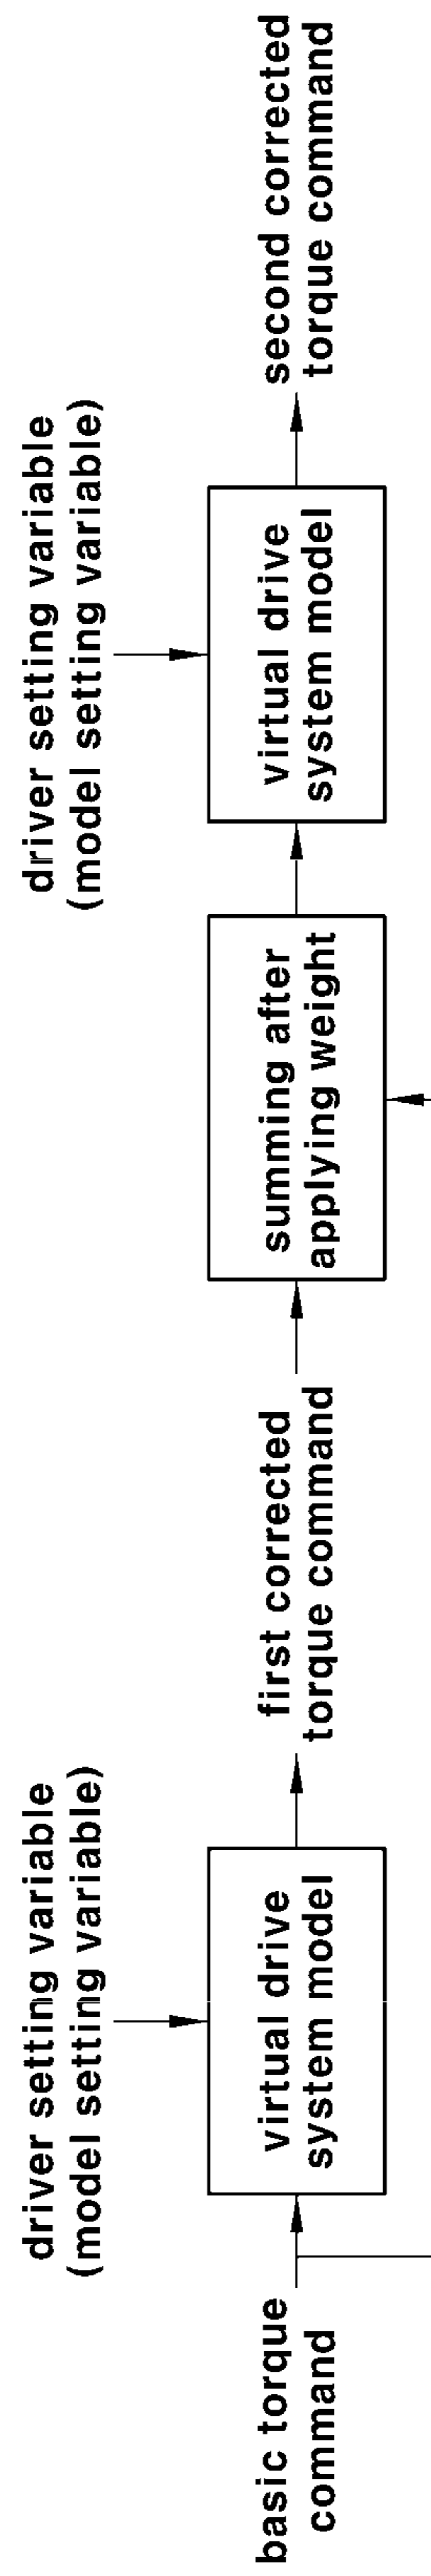 driver setting variable
(model setting variable)
driver setting variable
(model setting variable)
basic torque
command
virtual drive
system model
first corrected
torque command
summing after
applying weight
virtual drive
system model
second corrected
torque command